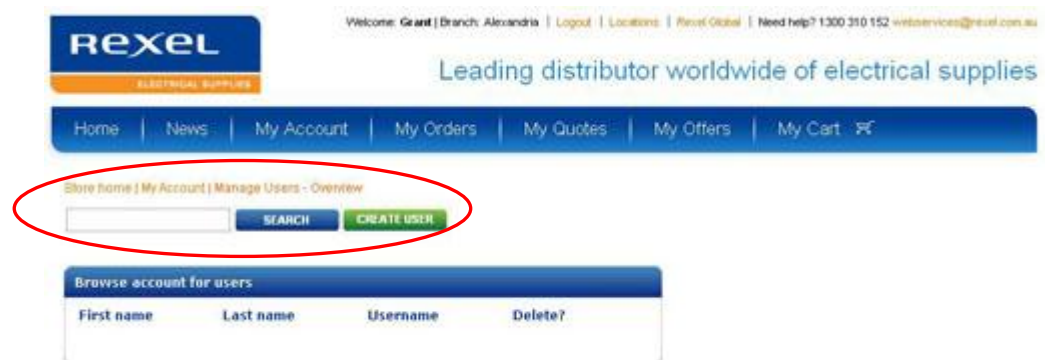 Welcome: Grant | Branch: Alexandria | Logout | Locations | Rexel Global | Need help? 1300 310 152 webservices@rexel.com.au
Rexel
ELECTRICAL SUPPLIES
Leading distributor worldwide of electrical supplies
Home | News | My Account | My Orders | My Quotes | My Offers | My Cart
Store home | My Account | Manage Users - Overview
SEARCH CREATE USER
Browse account for users
First name Last name Username Delete?